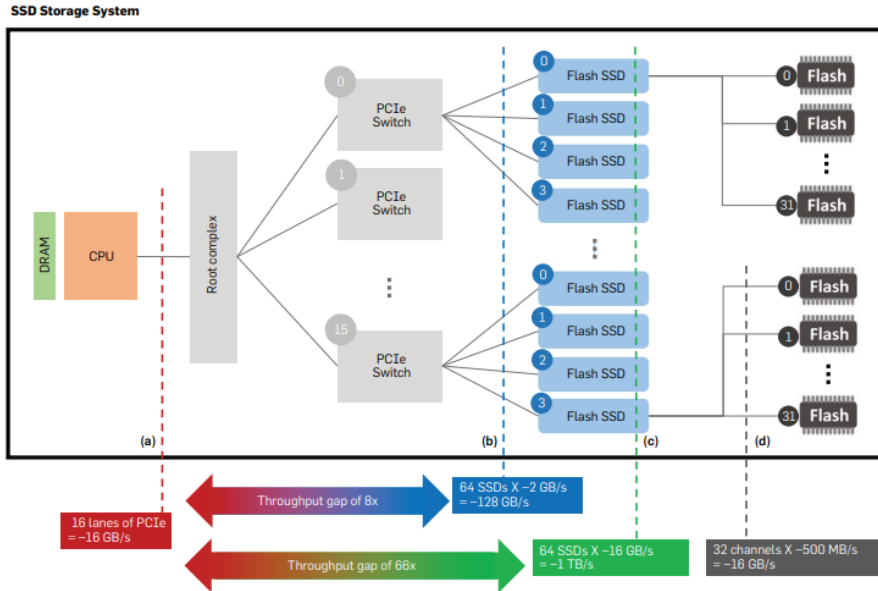 SSD Storage System
0
PCIe
Switch
1
PCIe
Switch
15
PCIe
Switch
DRAM
CPU
Root complex
0
Flash SSD
1
Flash SSD
2
Flash SSD
3
Flash SSD
0
Flash SSD
1
Flash SSD
2
Flash SSD
3
Flash SSD
0
Flash
1
Flash
31
Flash
0
Flash
1
Flash
31
Flash
(a)
(b)
(c)
(d)
Throughput gap of 8x
64 SSDs X ~2 GB/s
= ~128 GB/s
16 lanes of PCIe
= ~16 GB/s
Throughput gap of 66x
64 SSDs X ~16 GB/s
= ~1 TB/s
32 channels X ~500 MB/s
= ~16 GB/s